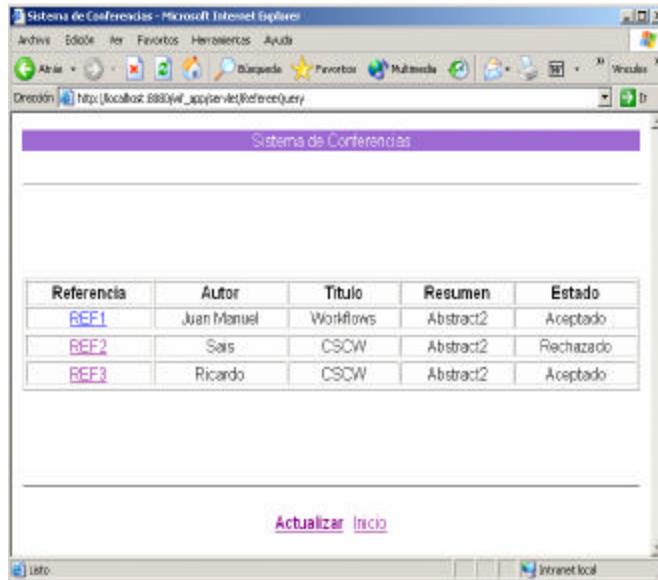 Sistema de Conferencias - Microsoft Internet Explorer
Archivo Edición Ver Favoritos Herramientas Ayuda
Atrás Búsqueda Favoritos Multimedia Vínculos
Dirección http://localhost:8080/wf_app/servlet/RefereeQuery
Sistema de Conferencias
Referencia Autor Titulo Resumen Estado
REF1 Juan Manuel Workflows Abstract2 Aceptado
REF2 Sais CSCW Abstract2 Rechazado
REF3 Ricardo CSCW Abstract2 Aceptado
Actualizar Inicio
Listo Intranet local